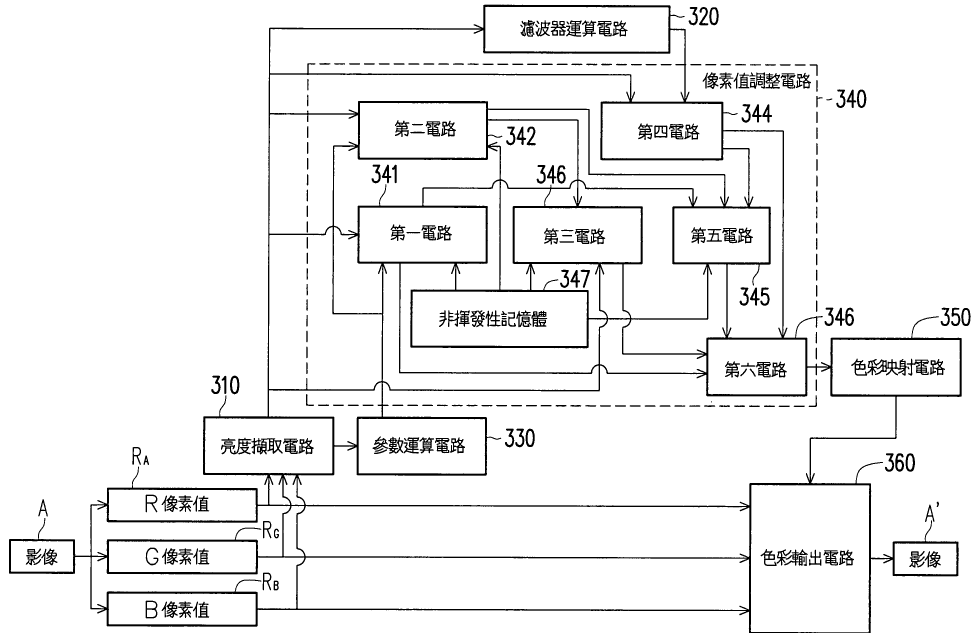 320
濾波器運算電路
像素值調整電路
340
344
第二電路
342
第四電路
341
346
第一電路
第三電路
第五電路
347
345
非揮發性記憶體
346
350
第六電路
色彩映射電路
310
亮度擷取電路
參數運算電路
330
RA
360
A
R 像素值
A'
RG
影像
G 像素值
色彩輸出電路
影像
RB
B 像素值